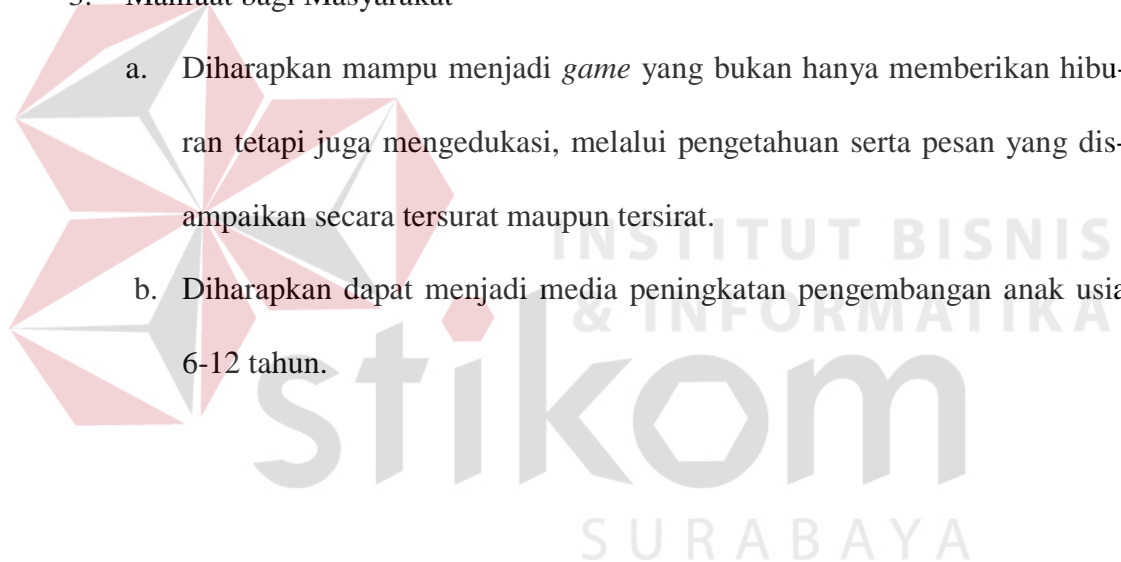 3. Manfaat bagi Masyarakat
a. Diharapkan mampu menjadi game yang bukan hanya memberikan hibu-
ran tetapi juga mengedukasi, melalui pengetahuan serta pesan yang dis-
ampaikan secara tersurat maupun tersirat.
INSTITUT BISNIS
b. Diharapkan dapat menjadi media peningkatan pengembangan anak usia
& INFORMATIKA
6-12 tahun.
stikom
SURABAYA